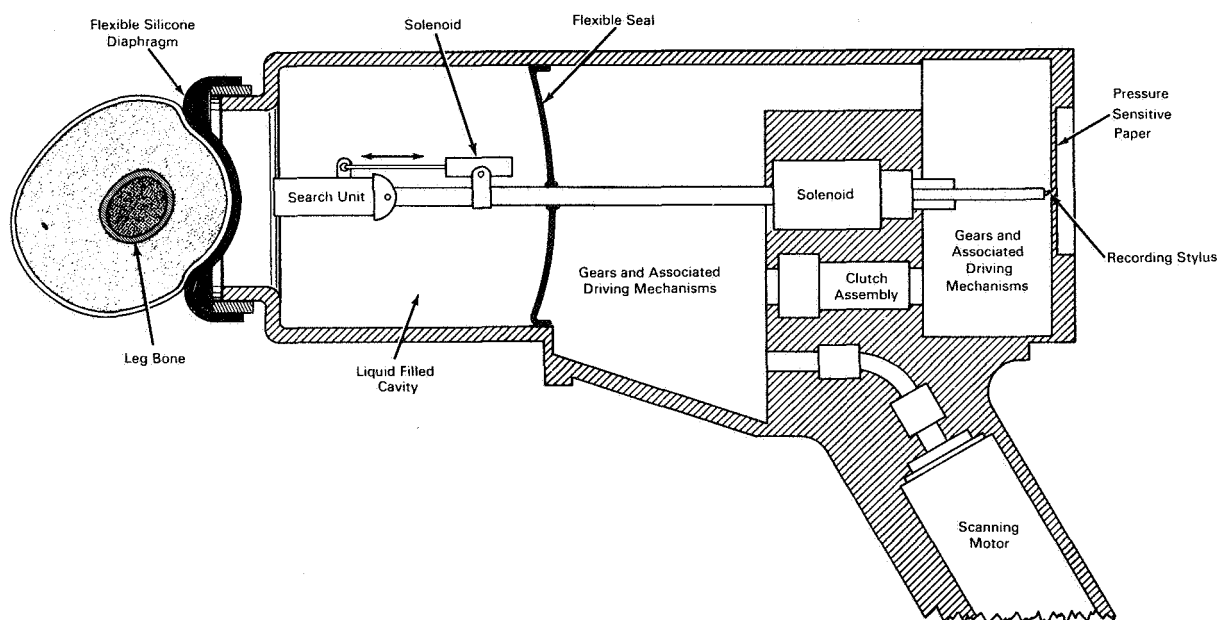 Flexible Silicone
Diaphragm
Solenoid
Flexible Seal
Pressure
Sensitive
Paper
Search Unit
Solenoid
Gears and
Associated
Driving
Mechanisms
Recording Stylus
Gears and Associated
Driving Mechanisms
Clutch
Assembly
Leg Bone
Liquid Filled
Cavity
Scanning
Motor